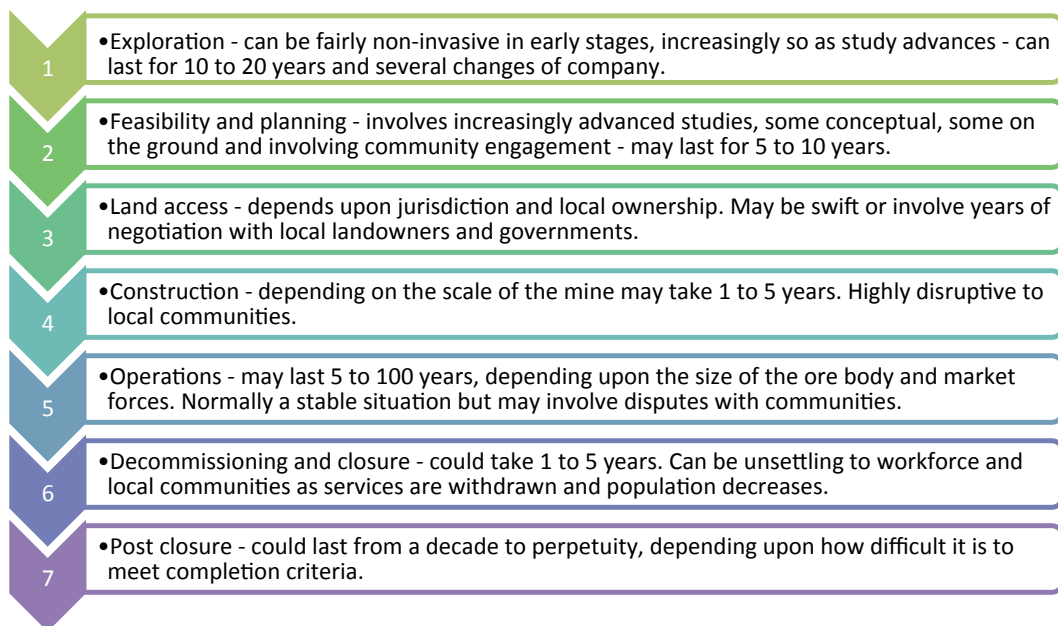 1
•Exploration - can be fairly non-invasive in early stages, increasingly so as study advances - can
last for 10 to 20 years and several changes of company.
2
•Feasibility and planning - involves increasingly advanced studies, some conceptual, some on
the ground and involving community engagement - may last for 5 to 10 years.
3
•Land access - depends upon jurisdiction and local ownership. May be swift or involve years of
negotiation with local landowners and governments.
4
•Construction - depending on the scale of the mine may take 1 to 5 years. Highly disruptive to
local communities.
5
•Operations - may last 5 to 100 years, depending upon the size of the ore body and market
forces. Normally a stable situation but may involve disputes with communities.
6
•Decommissioning and closure - could take 1 to 5 years. Can be unsettling to workforce and
local communities as services are withdrawn and population decreases.
7
•Post closure - could last from a decade to perpetuity, depending upon how difficult it is to
meet completion criteria.